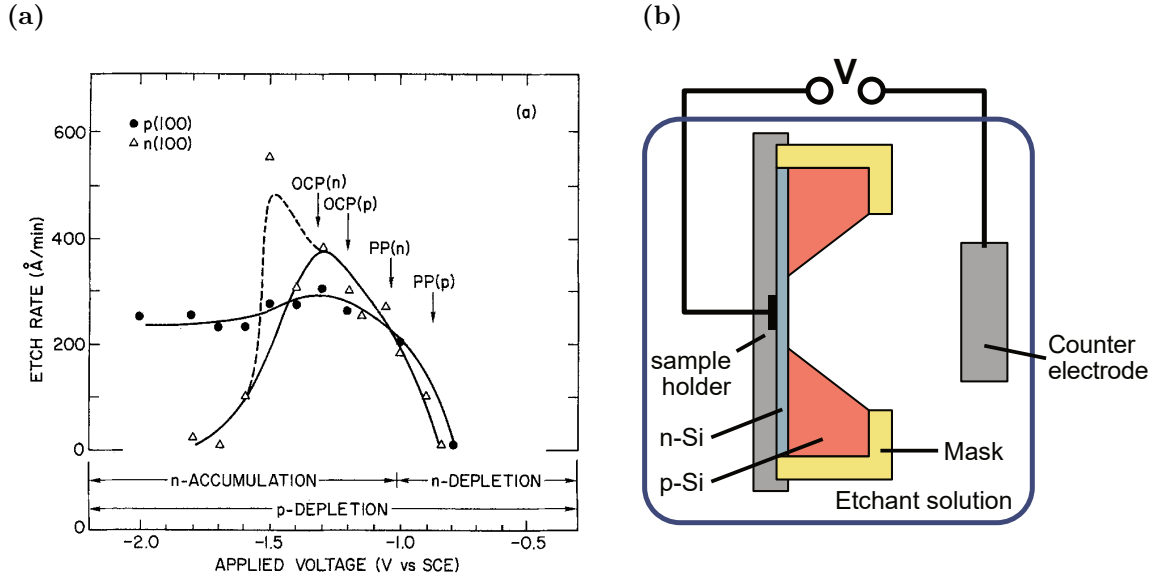 (a)
(b)
(a)
ETCH RATE (Å/min)
600
400
200
0
0
● p(100)
△ n(100)
OCP(n)
OCP(p)
PP(n)
PP(p)
n-ACCUMULATION
n-DEPLETION
p-DEPLETION
-2.0
-1.5
-1.0
-0.5
APPLIED VOLTAGE (V vs SCE)
V
sample
holder
Counter
electrode
n-Si
p-Si
Mask
Etchant solution